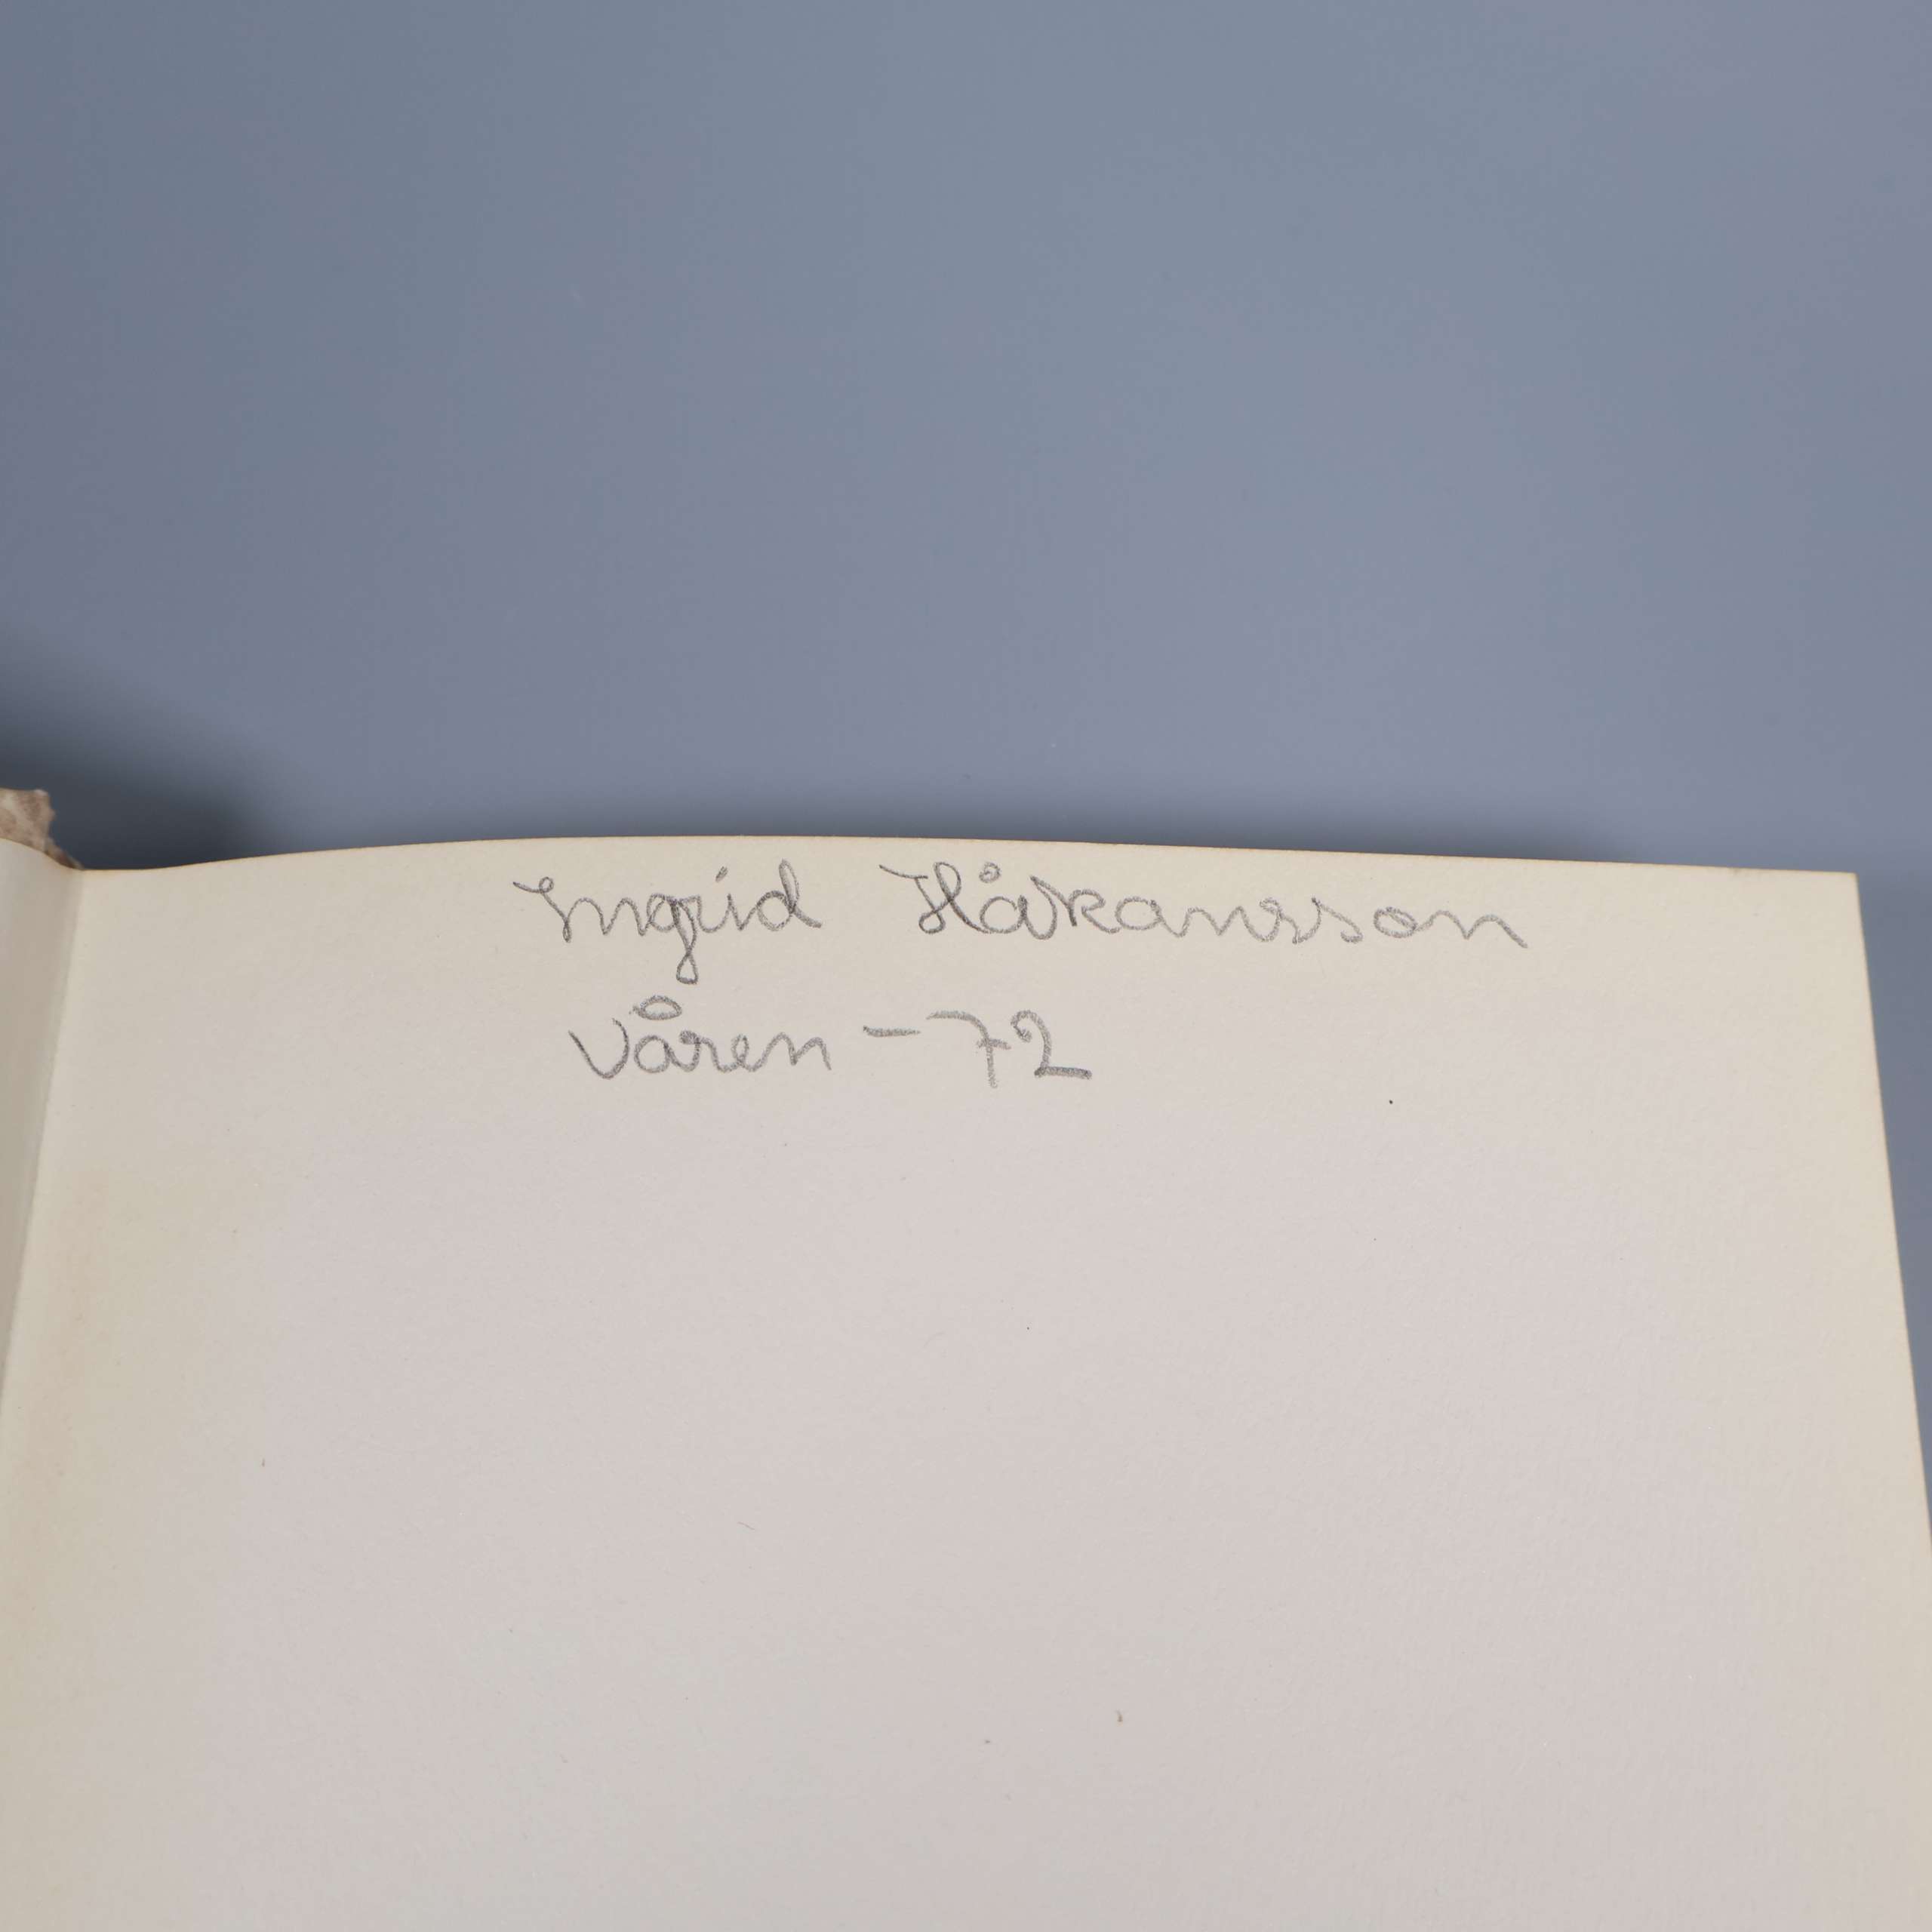 Ingrid Håkansson
Våren -72